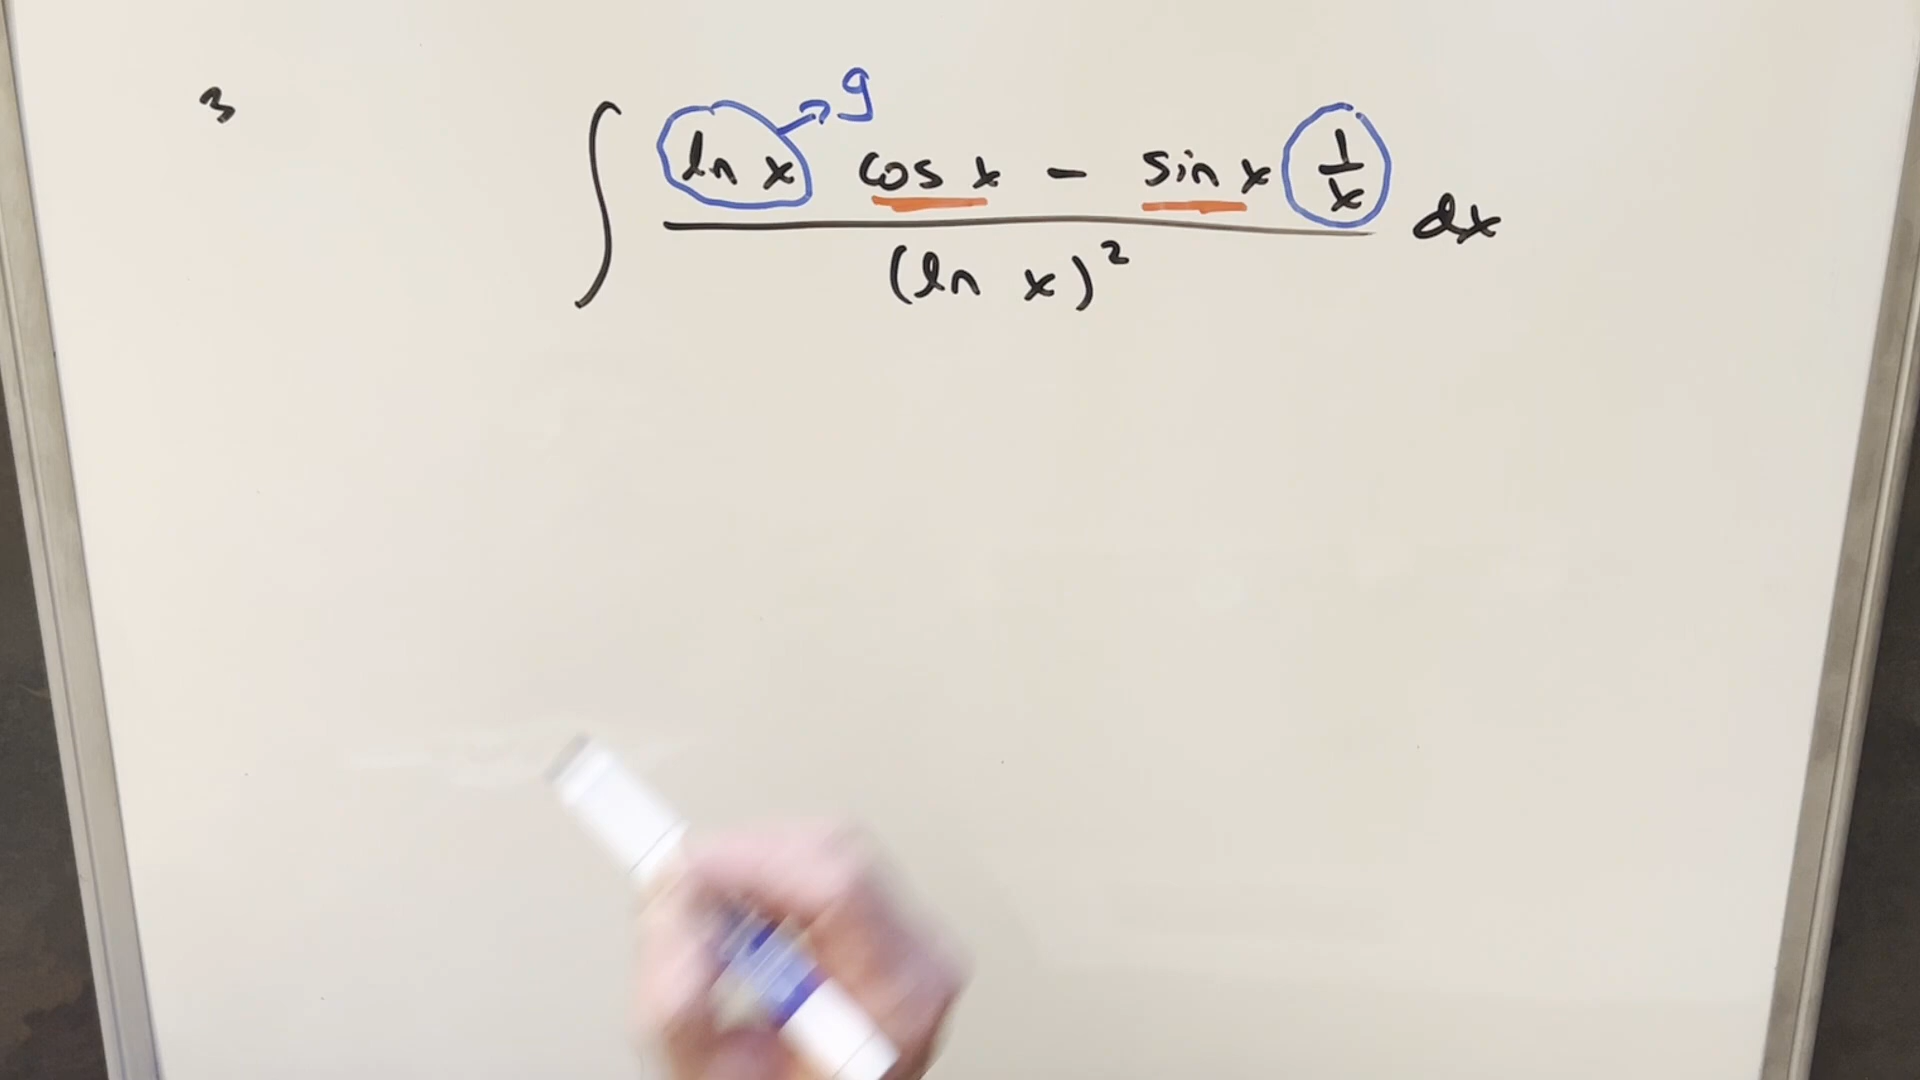 3
g
∫ (ln x cos x - sin x 1/x) / (ln x)² dx